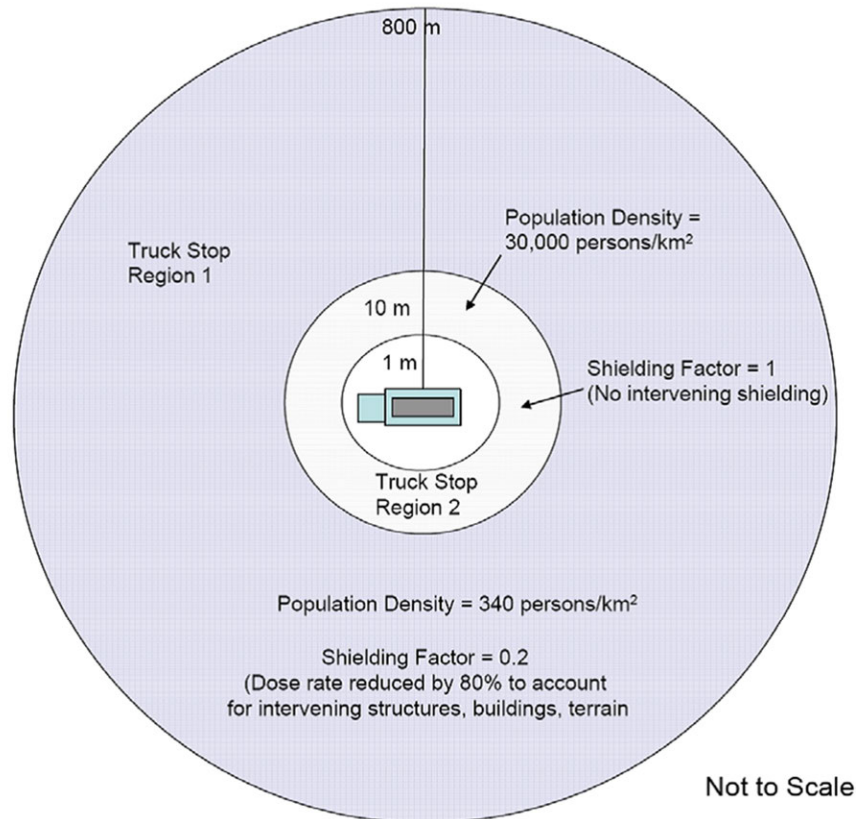 800 m
Population Density =
30,000 persons/km²
Truck Stop
Region 1
10 m
1 m
Shielding Factor = 1
(No intervening shielding)
Truck Stop
Region 2
Population Density = 340 persons/km²
Shielding Factor = 0.2
(Dose rate reduced by 80% to account
for intervening structures, buildings, terrain
Not to Scale